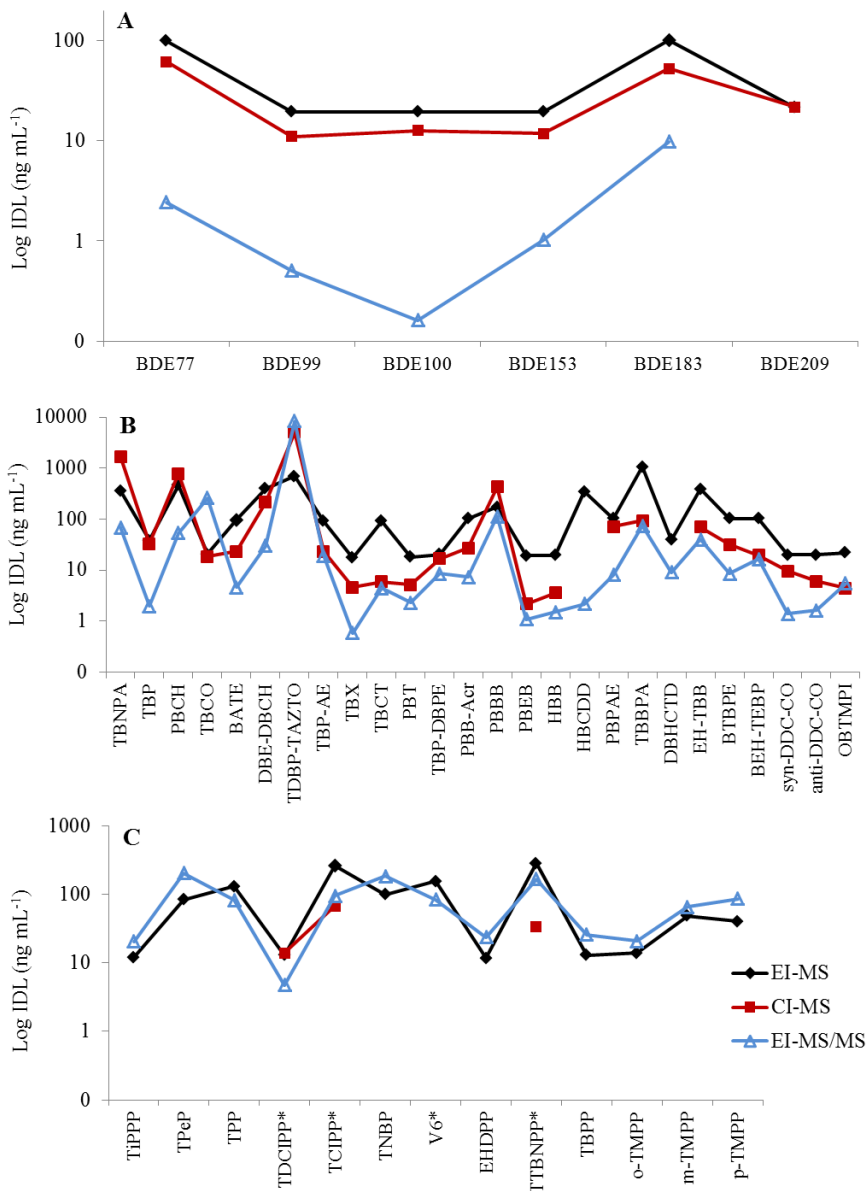 A
Log IDL (ng mL⁻¹)
100
10
1
0
BDE77 BDE99 BDE100 BDE153 BDE183 BDE209
B
Log IDL (ng mL⁻¹)
10000
1000
100
10
1
0
TBNPA
TBP
PBCH
TBCO
BATE
DBE-DBCH
TDBP-TAZTO
TBP-AE
TBX
TBCT
PBT
TBP-DBPE
PBB-Acr
PBBB
PBEB
HBB
HBCDD
PBPAE
TBBPA
DBHCTD
EH-TBB
BTBPE
BEH-TEBP
syn-DDC-CO
anti-DDC-CO
OBTMPI
C
Log IDL (ng mL⁻¹)
1000
100
10
1
0
TiPPP
TPeP
TPP
TDCIPP*
TCIPP*
TNBP
V6*
EHDPP
TTBNPP*
TBPP
o-TMPP
m-TMPP
p-TMPP
EI-MS
CI-MS
EI-MS/MS